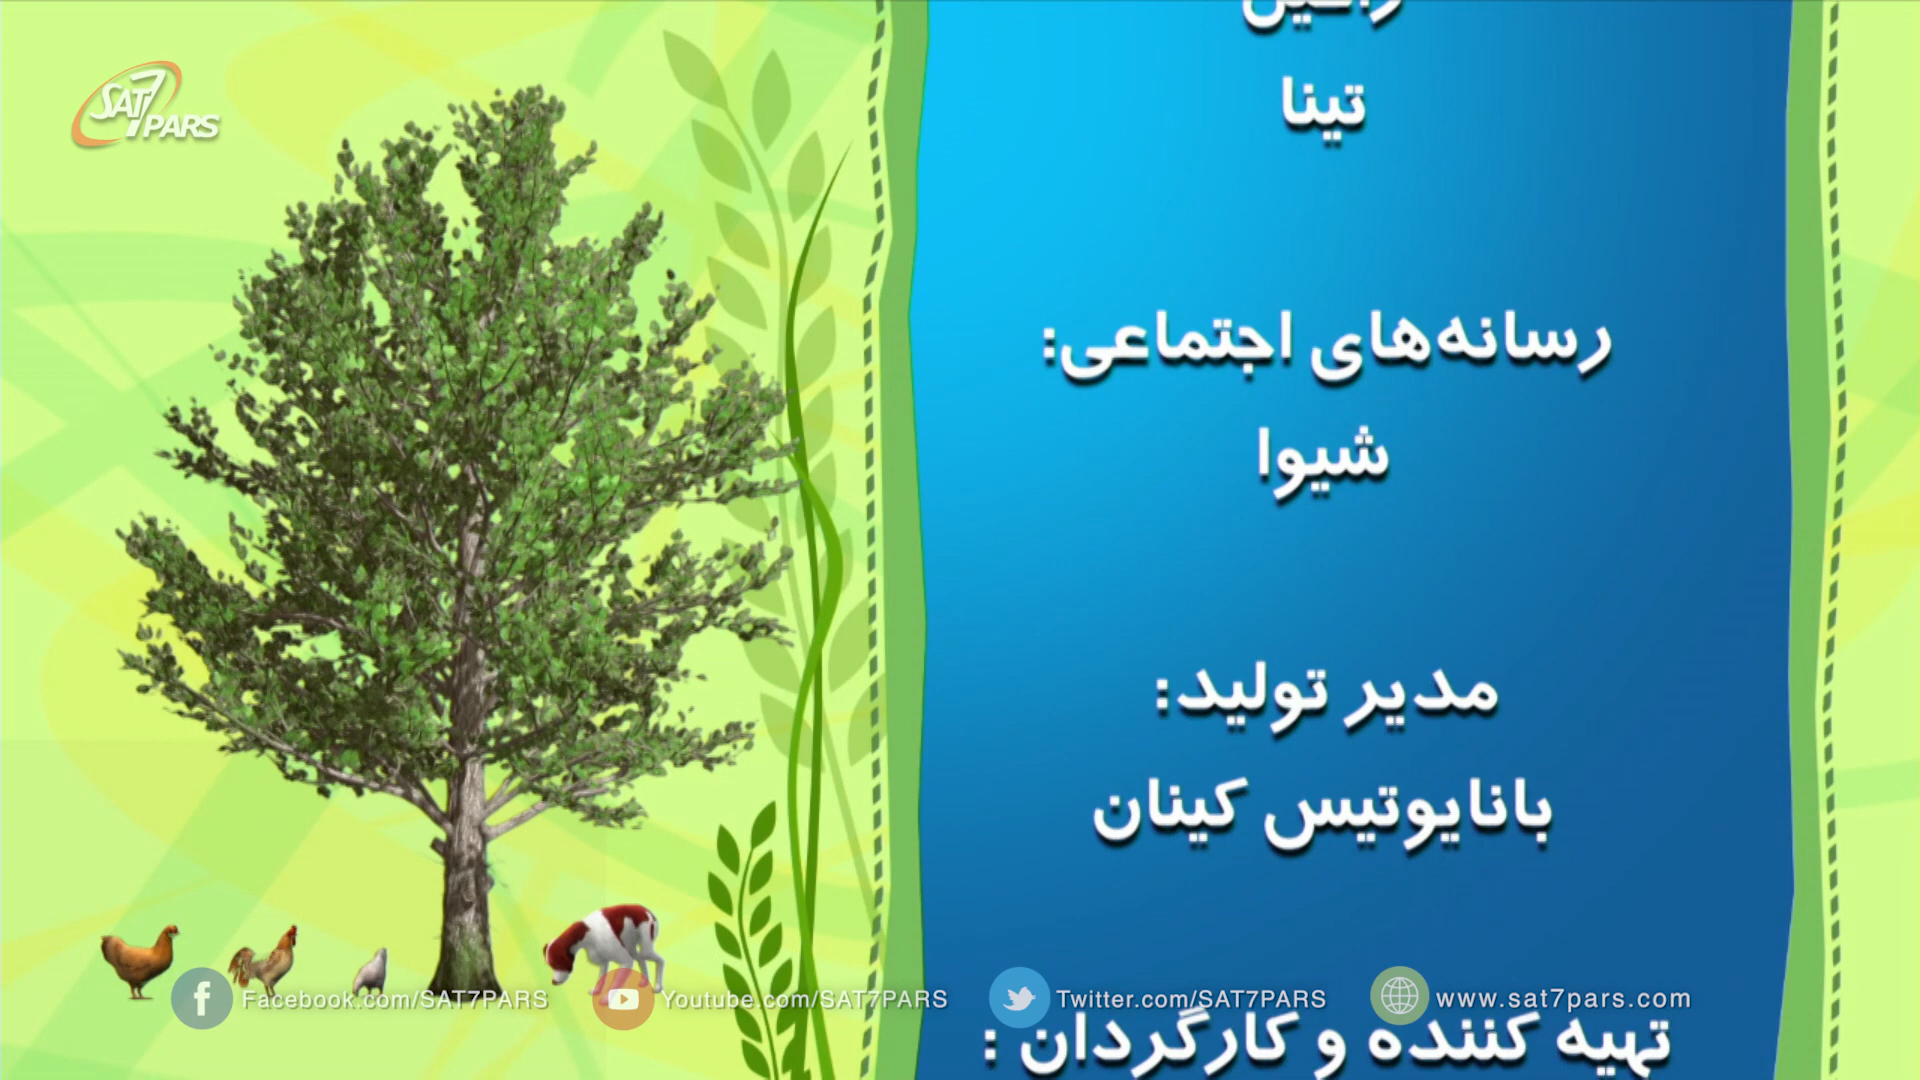 SAT7
PARS
تینا
رسانه‌های اجتماعی:
شیوا
مدیر تولید:
بانایوتیس کینان
Facebook.com/SAT7PARS
Youtube.com/SAT7PARS
Twitter.com/SAT7PARS
www.sat7pars.com
تهیه کننده و کارگردان :